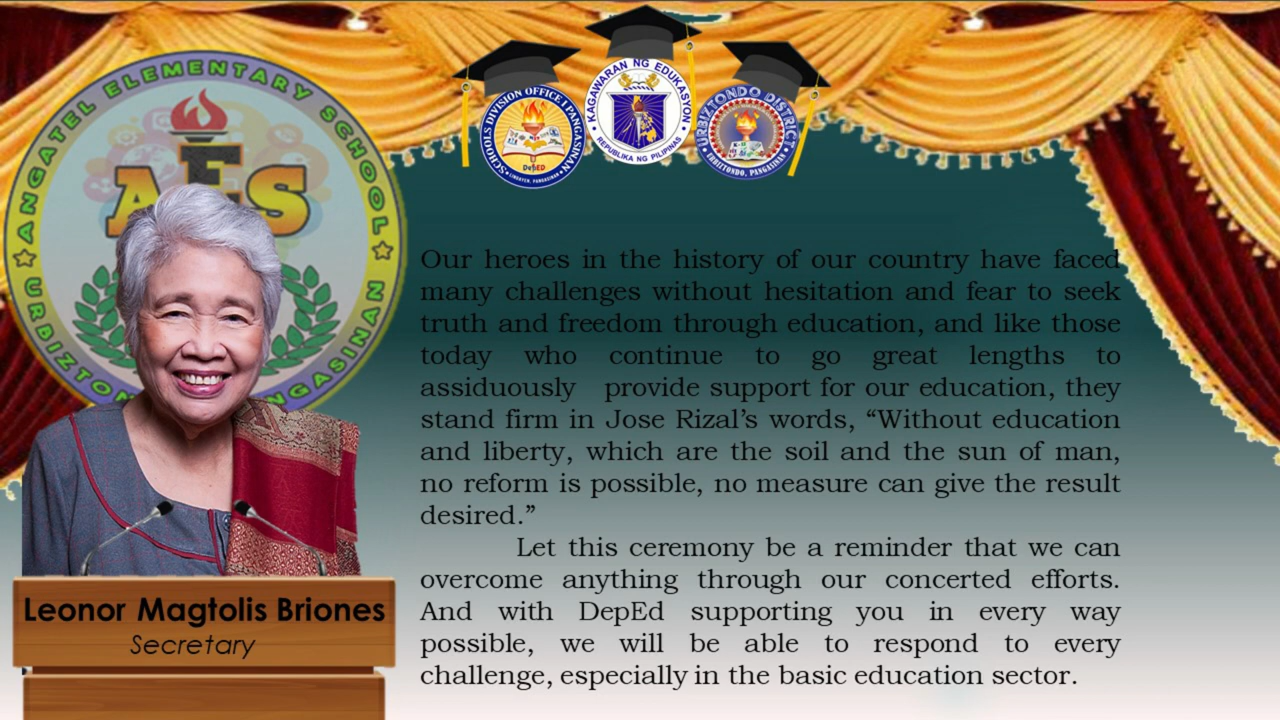 ANGATEL ELEMENTARY SCHOOL
AES
SCHOOLS DIVISION OFFICE I PANGASINAN
DepED
LINGAYEN, PANGASINAN
KAGAWARAN NG EDUKASYON
REPUBLIKA NG PILIPINAS
URBIZTONDO DISTRICT
URBIZTONDO, PANGASINAN
Our heroes in the history of our country have faced
many challenges without hesitation and fear to seek
truth and freedom through education, and like those
today who continue to go great lengths to
assiduously provide support for our education, they
stand firm in Jose Rizal’s words, “Without education
and liberty, which are the soil and the sun of man,
no reform is possible, no measure can give the result
desired.”
Let this ceremony be a reminder that we can
overcome anything through our concerted efforts.
And with DepEd supporting you in every way
possible, we will be able to respond to every
challenge, especially in the basic education sector.
Leonor Magtolis Briones
Secretary